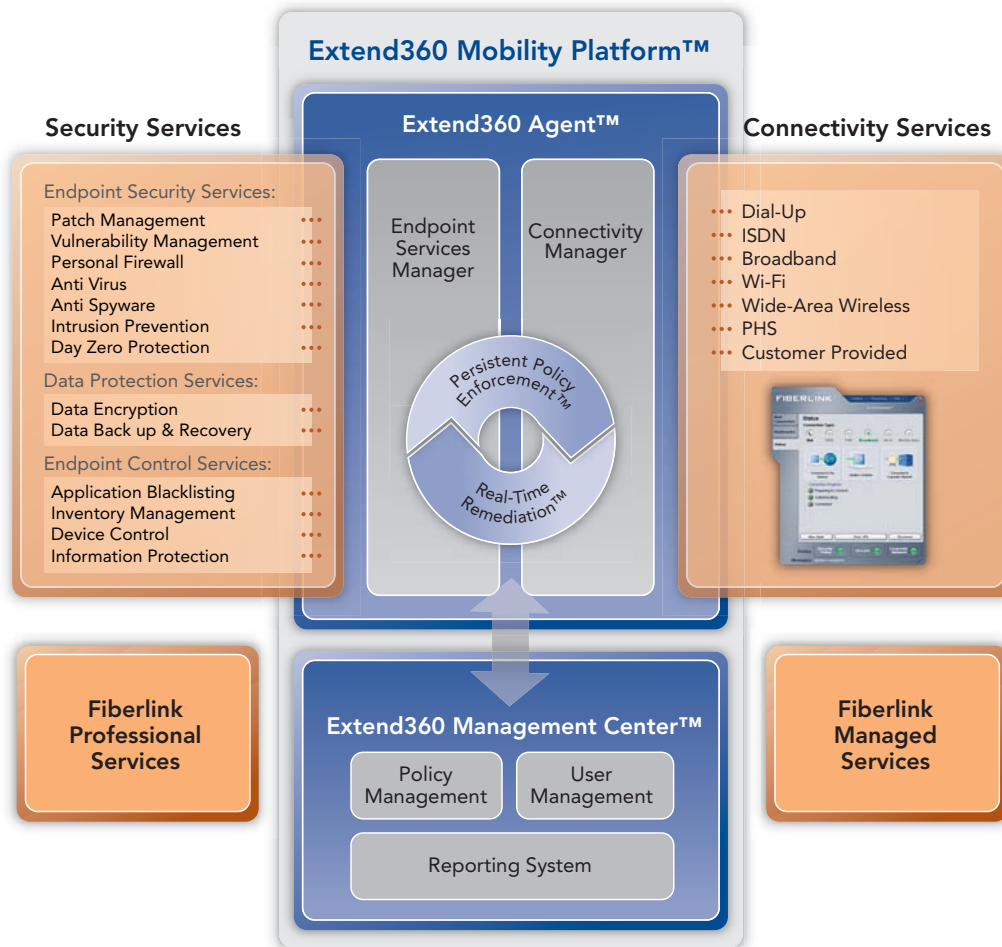 Extend360 Mobility Platform™
Extend360 Agent™
Security Services
Endpoint Security Services:
Patch Management
Vulnerability Management
Personal Firewall
Anti Virus
Anti Spyware
Intrusion Prevention
Day Zero Protection
Data Protection Services:
Data Encryption
Data Back up & Recovery
Endpoint Control Services:
Application Blacklisting
Inventory Management
Device Control
Information Protection
Endpoint
Services
Manager
Connectivity
Manager
Persistent Policy
Enforcement™
Real-Time
Remediation™
Connectivity Services
Dial-Up
ISDN
Broadband
Wi-Fi
Wide-Area Wireless
PHS
Customer Provided
FIBERLINK
Status
Fiberlink
Professional
Services
Extend360 Management Center™
Policy
Management
User
Management
Reporting System
Fiberlink
Managed
Services